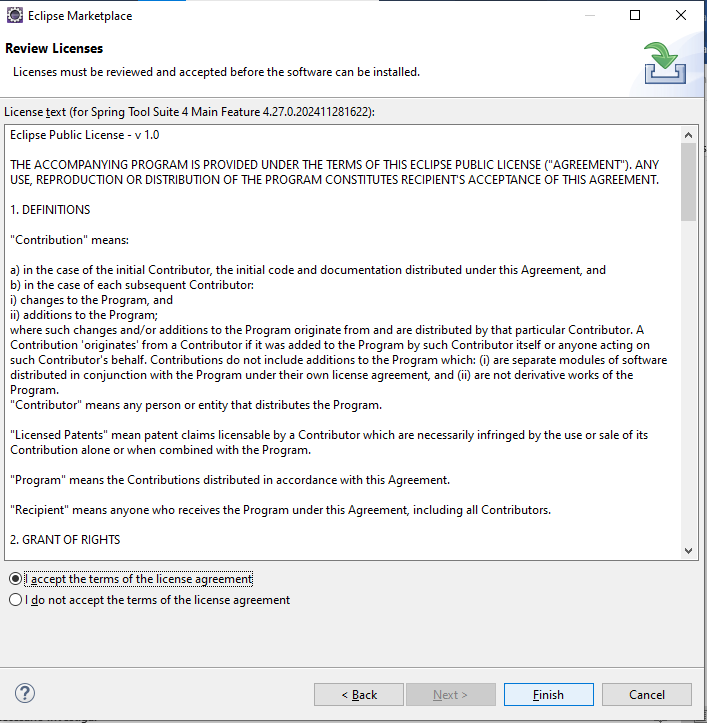 Eclipse Marketplace
Review Licenses
Licenses must be reviewed and accepted before the software can be installed.
License text (for Spring Tool Suite 4 Main Feature 4.27.0.202411281622):
Eclipse Public License - v 1.0
THE ACCOMPANYING PROGRAM IS PROVIDED UNDER THE TERMS OF THIS ECLIPSE PUBLIC LICENSE ("AGREEMENT"). ANY
USE, REPRODUCTION OR DISTRIBUTION OF THE PROGRAM CONSTITUTES RECIPIENT'S ACCEPTANCE OF THIS AGREEMENT.
1. DEFINITIONS
"Contribution" means:
a) in the case of the initial Contributor, the initial code and documentation distributed under this Agreement, and
b) in the case of each subsequent Contributor:
i) changes to the Program, and
ii) additions to the Program;
where such changes and/or additions to the Program originate from and are distributed by that particular Contributor. A
Contribution 'originates' from a Contributor if it was added to the Program by such Contributor itself or anyone acting on
such Contributor's behalf. Contributions do not include additions to the Program which: (i) are separate modules of software
distributed in conjunction with the Program under their own license agreement, and (ii) are not derivative works of the
Program.
"Contributor" means any person or entity that distributes the Program.
"Licensed Patents" mean patent claims licensable by a Contributor which are necessarily infringed by the use or sale of its
Contribution alone or when combined with the Program.
"Program" means the Contributions distributed in accordance with this Agreement.
"Recipient" means anyone who receives the Program under this Agreement, including all Contributors.
2. GRANT OF RIGHTS
I accept the terms of the license agreement
I do not accept the terms of the license agreement
?
< Back
Next >
Finish
Cancel